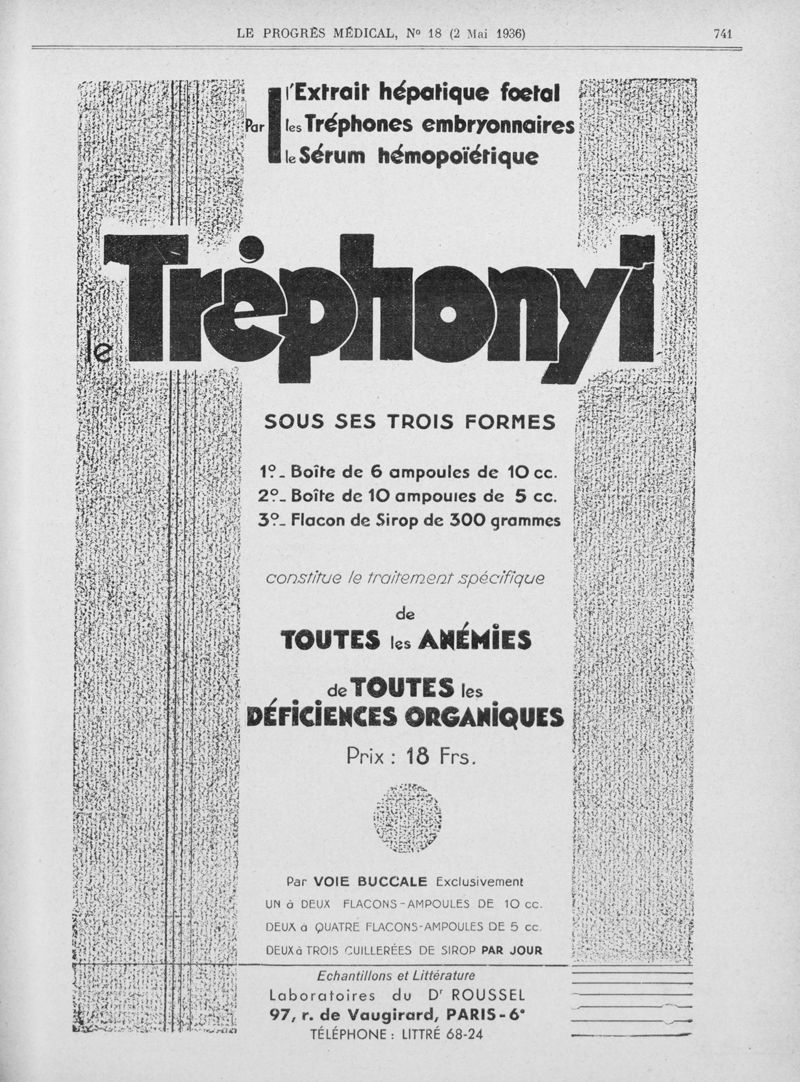 LE PROGRÈS MÉDICAL, Nº 18 (2 Mai 1936) 741
l'Extrait hépatique fœtal
Par les Tréphones embryonnaires
le Sérum hémopoïétique
le Tréphonyl
SOUS SES TROIS FORMES
1º_ Boîte de 6 ampoules de 10 cc.
2º_ Boîte de 10 ampoules de 5 cc.
3º_ Flacon de Sirop de 300 grammes
constitue le traitement spécifique
de
TOUTES les ANÉMIES
de TOUTES les
DÉFICIENCES ORGANIQUES
Prix : 18 Frs.
Par VOIE BUCCALE Exclusivement
UN à DEUX FLACONS-AMPOULES DE 10 cc.
DEUX à QUATRE FLACONS-AMPOULES DE 5 cc.
DEUX à TROIS CUILLERÉES DE SIROP PAR JOUR
Echantillons et Littérature
Laboratoires du Dr ROUSSEL
97, r. de Vaugirard, PARIS-6e
TÉLÉPHONE : LITTRÉ 68-24